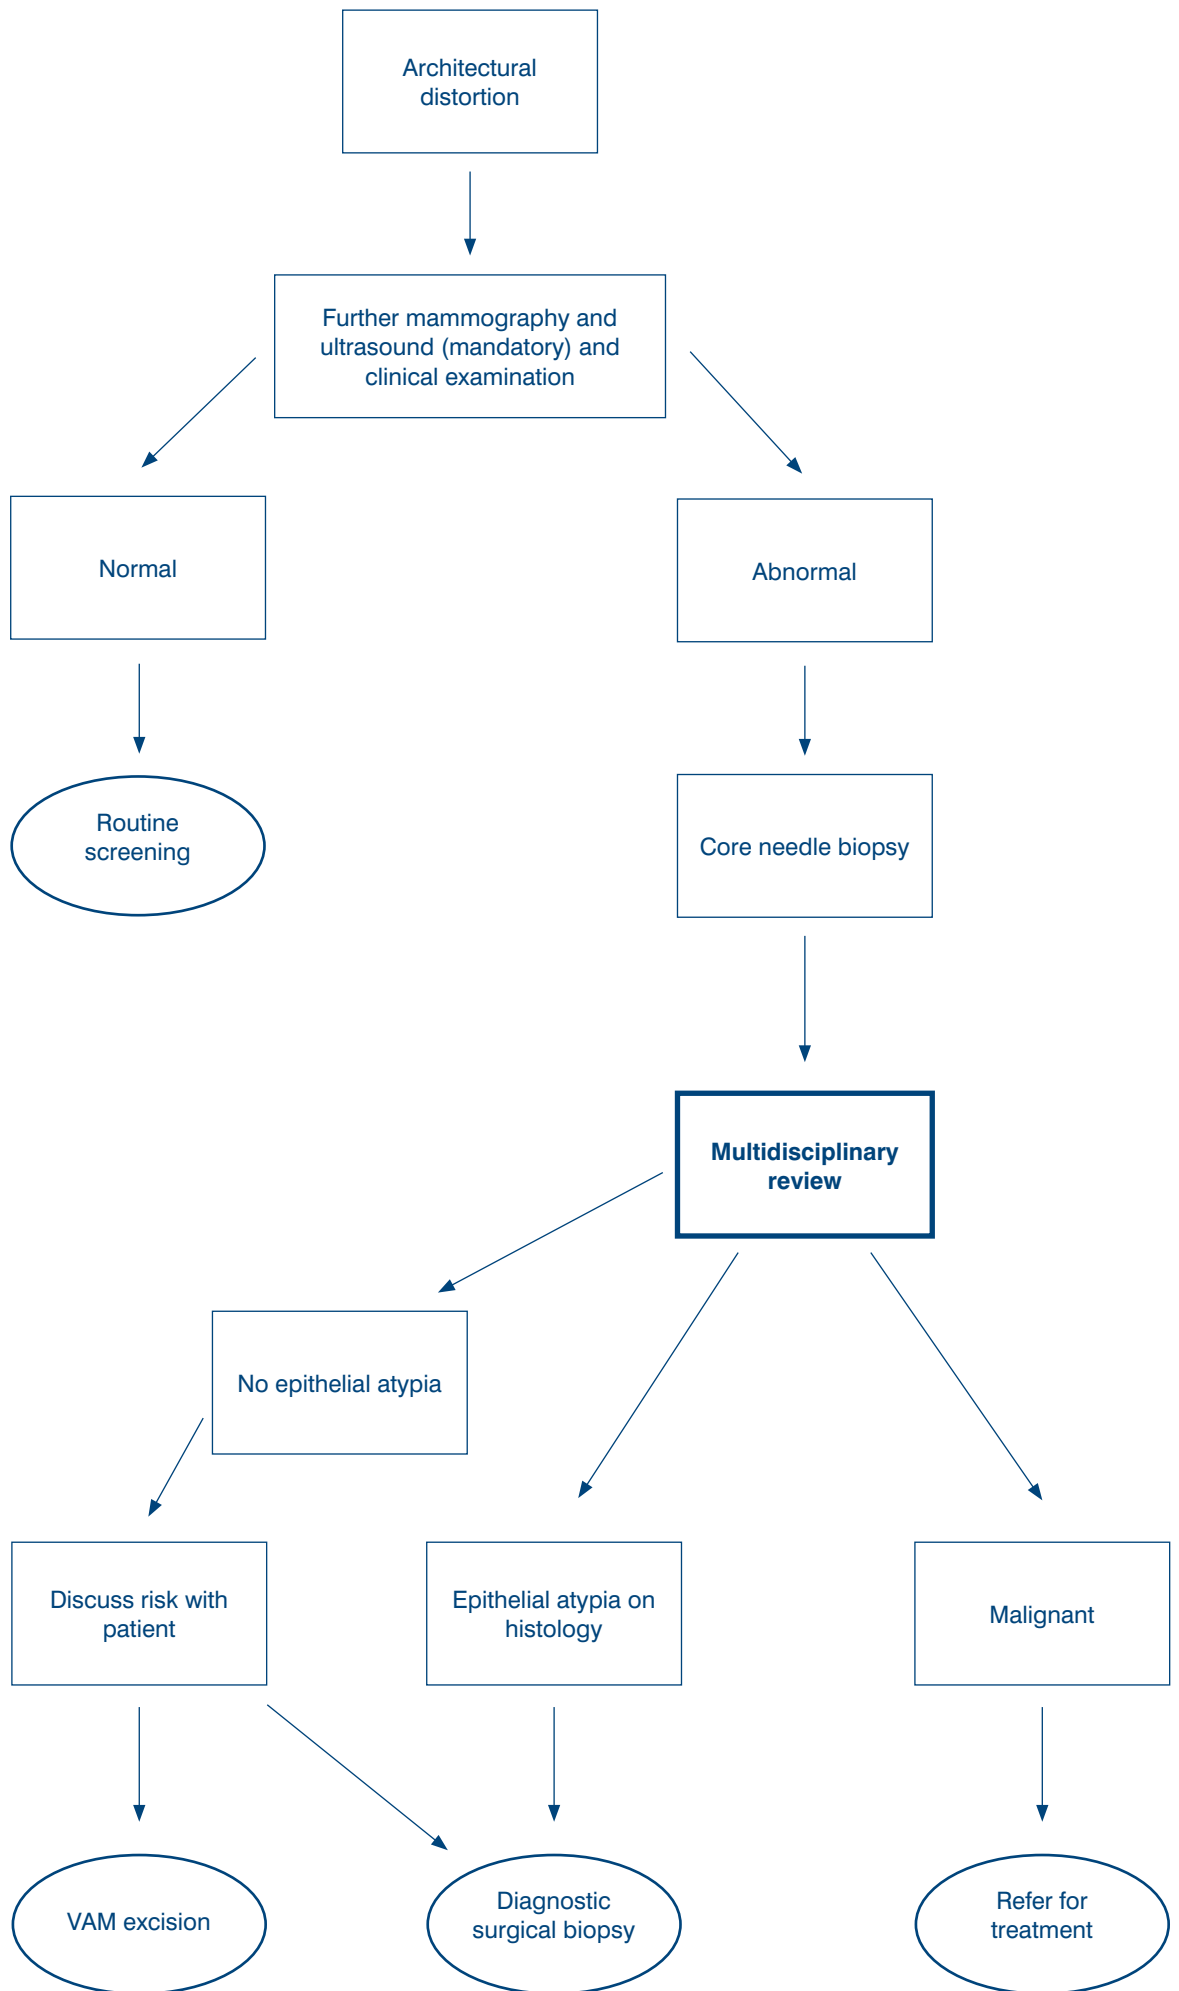 Architectural
distortion
Further mammography and
ultrasound (mandatory) and
clinical examination
Normal
Abnormal
Routine
screening
Core needle biopsy
Multidisciplinary
review
No epithelial atypia
Discuss risk with
patient
Epithelial atypia on
histology
Malignant
VAM excision
Diagnostic
surgical biopsy
Refer for
treatment